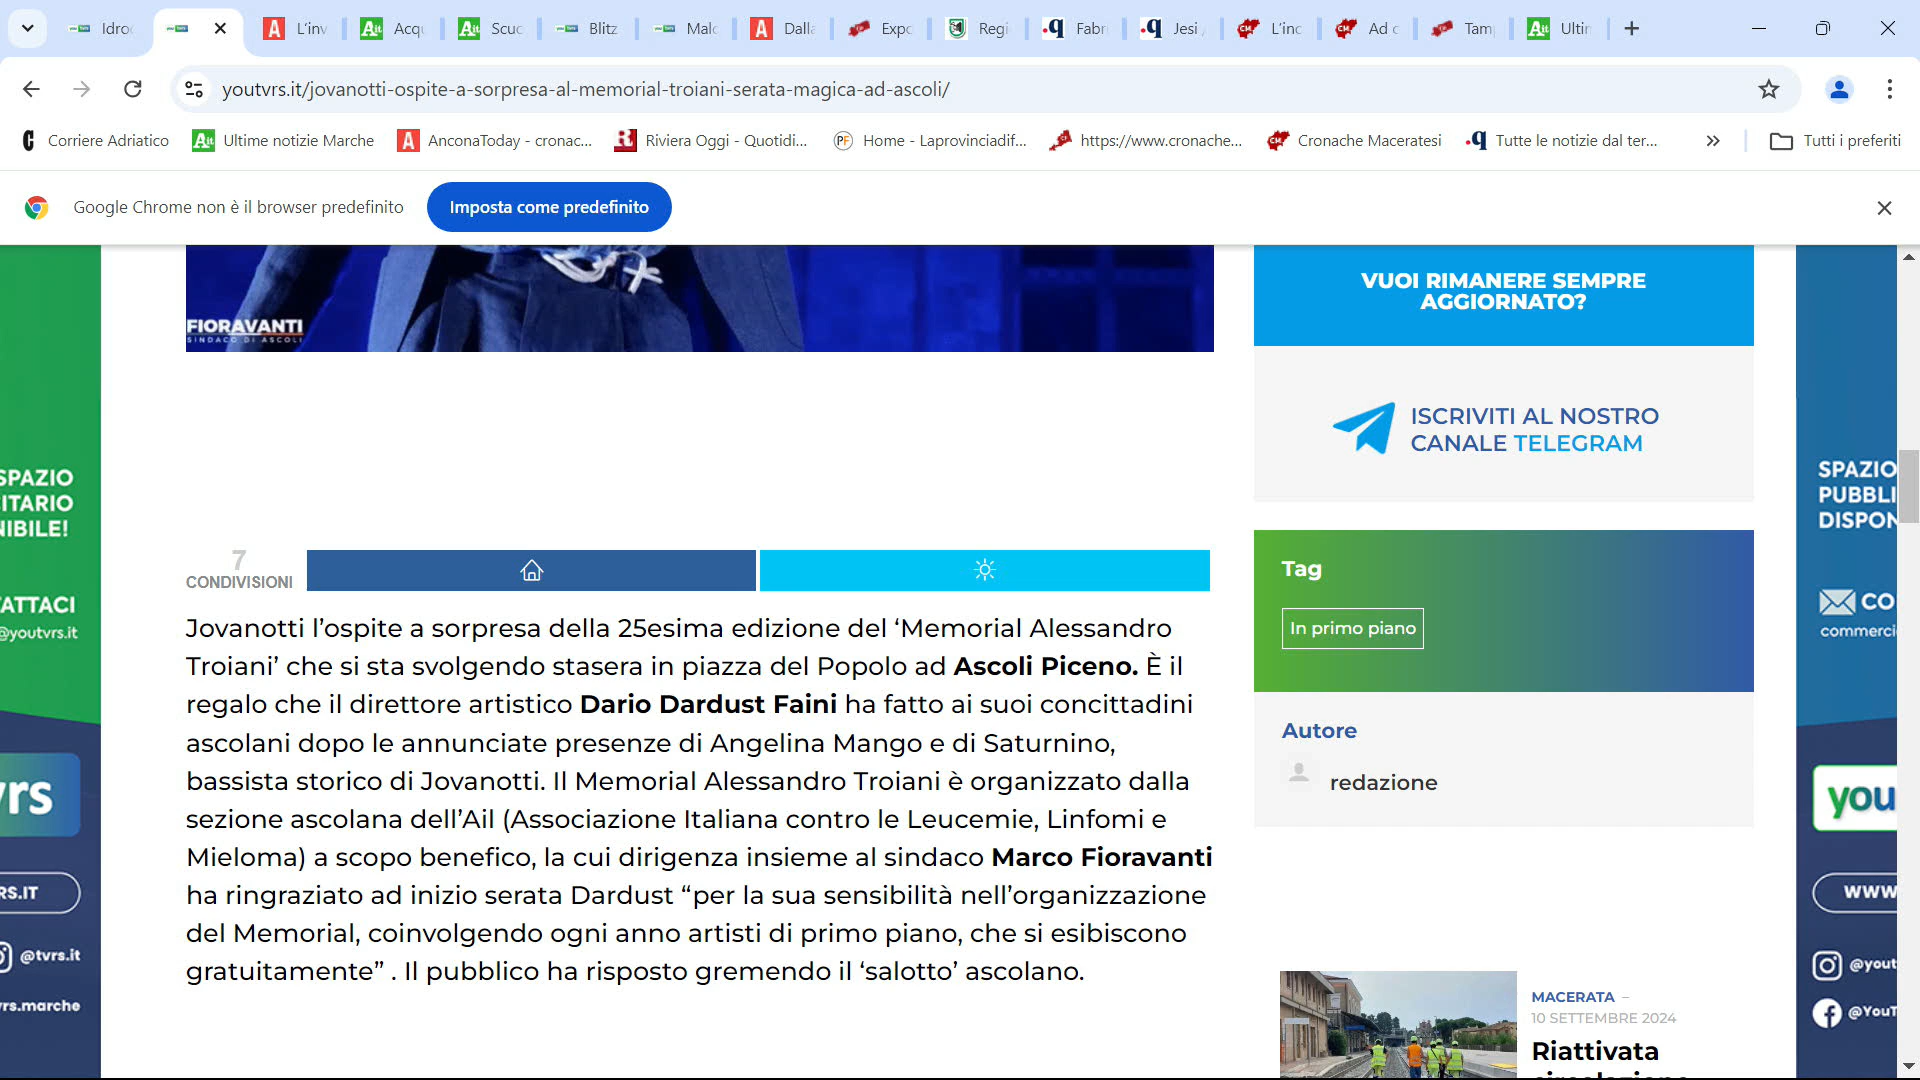 Idro
L'inv
Acqu
Scuc
Blitz
Malo
Dalla
Expo
Regi
Fabri
Jesi
L'inc
Ad c
Tam
Ultir
youtvrs.it/jovanotti-ospite-a-sorpresa-al-memorial-troiani-serata-magica-ad-ascoli/
Corriere Adriatico
Ultime notizie Marche
AnconaToday - cronac...
Riviera Oggi - Quotidi...
Home - Laprovinciadif...
https://www.cronache...
Cronache Maceratesi
Tutte le notizie dal ter...
Tutti i preferiti
Google Chrome non è il browser predefinito
Imposta come predefinito
FIORAVANTI
SINDACO DI ASCOLI
7
CONDIVISIONI
Jovanotti l’ospite a sorpresa della 25esima edizione del ‘Memorial Alessandro
Troiani’ che si sta svolgendo stasera in piazza del Popolo ad Ascoli Piceno. È il
regalo che il direttore artistico Dario Dardust Faini ha fatto ai suoi concittadini
ascolani dopo le annunciate presenze di Angelina Mango e di Saturnino,
bassista storico di Jovanotti. Il Memorial Alessandro Troiani è organizzato dalla
sezione ascolana dell’Ail (Associazione Italiana contro le Leucemie, Linfomi e
Mieloma) a scopo benefico, la cui dirigenza insieme al sindaco Marco Fioravanti
ha ringraziato ad inizio serata Dardust “per la sua sensibilità nell’organizzazione
del Memorial, coinvolgendo ogni anno artisti di primo piano, che si esibiscono
gratuitamente” . Il pubblico ha risposto gremendo il ‘salotto’ ascolano.
VUOI RIMANERE SEMPRE
AGGIORNATO?
ISCRIVITI AL NOSTRO
CANALE TELEGRAM
Tag
In primo piano
Autore
redazione
MACERATA –
10 SETTEMBRE 2024
Riattivata
SPAZIO
ITARIO
NIBILE!
ATTACI
@youtvrs.it
vrs
RS.IT
@tvrs.it
rs.marche
SPAZIO
PUBBLI
DISPON
CO
commerci
you
www
@yout
@YouT